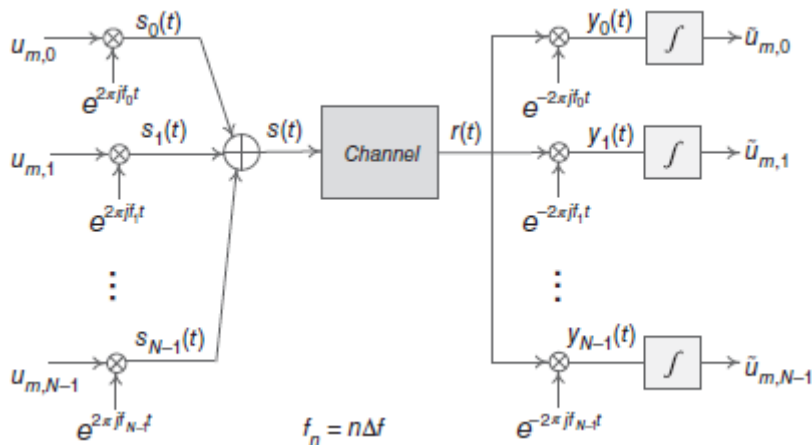 u_{m,0}
s_0(t)
e^{2πjf_0t}
u_{m,1}
s_1(t)
e^{2πjf_1t}
⋮
s_{N–1}(t)
u_{m,N–1}
e^{2πjf_{N–1}t}
s(t)
Channel
r(t)
f_n = nΔf
y_0(t)
∫
ũ_{m,0}
e^{–2πjf_0t}
y_1(t)
∫
ũ_{m,1}
e^{–2πjf_1t}
⋮
y_{N–1}(t)
∫
ũ_{m,N–1}
e^{–2πjf_{N–1}t}